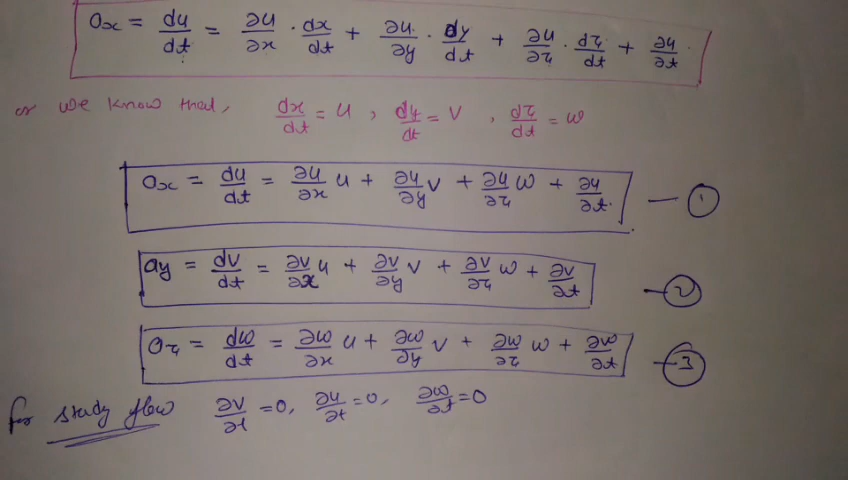 ax = du/dt = ∂u/∂x · dx/dt + ∂u/∂y · dy/dt + ∂u/∂z · dz/dt + ∂u/∂t
or we know that, dx/dt = u, dy/dt = v, dz/dt = w
ax = du/dt = ∂u/∂x u + ∂u/∂y v + ∂u/∂z w + ∂u/∂t — ①
ay = dv/dt = ∂v/∂x u + ∂v/∂y v + ∂v/∂z w + ∂v/∂t — ②
az = dw/dt = ∂w/∂x u + ∂w/∂y v + ∂w/∂z w + ∂w/∂t — ③
for study flow ∂v/∂t = 0, ∂u/∂t = 0, ∂w/∂t = 0